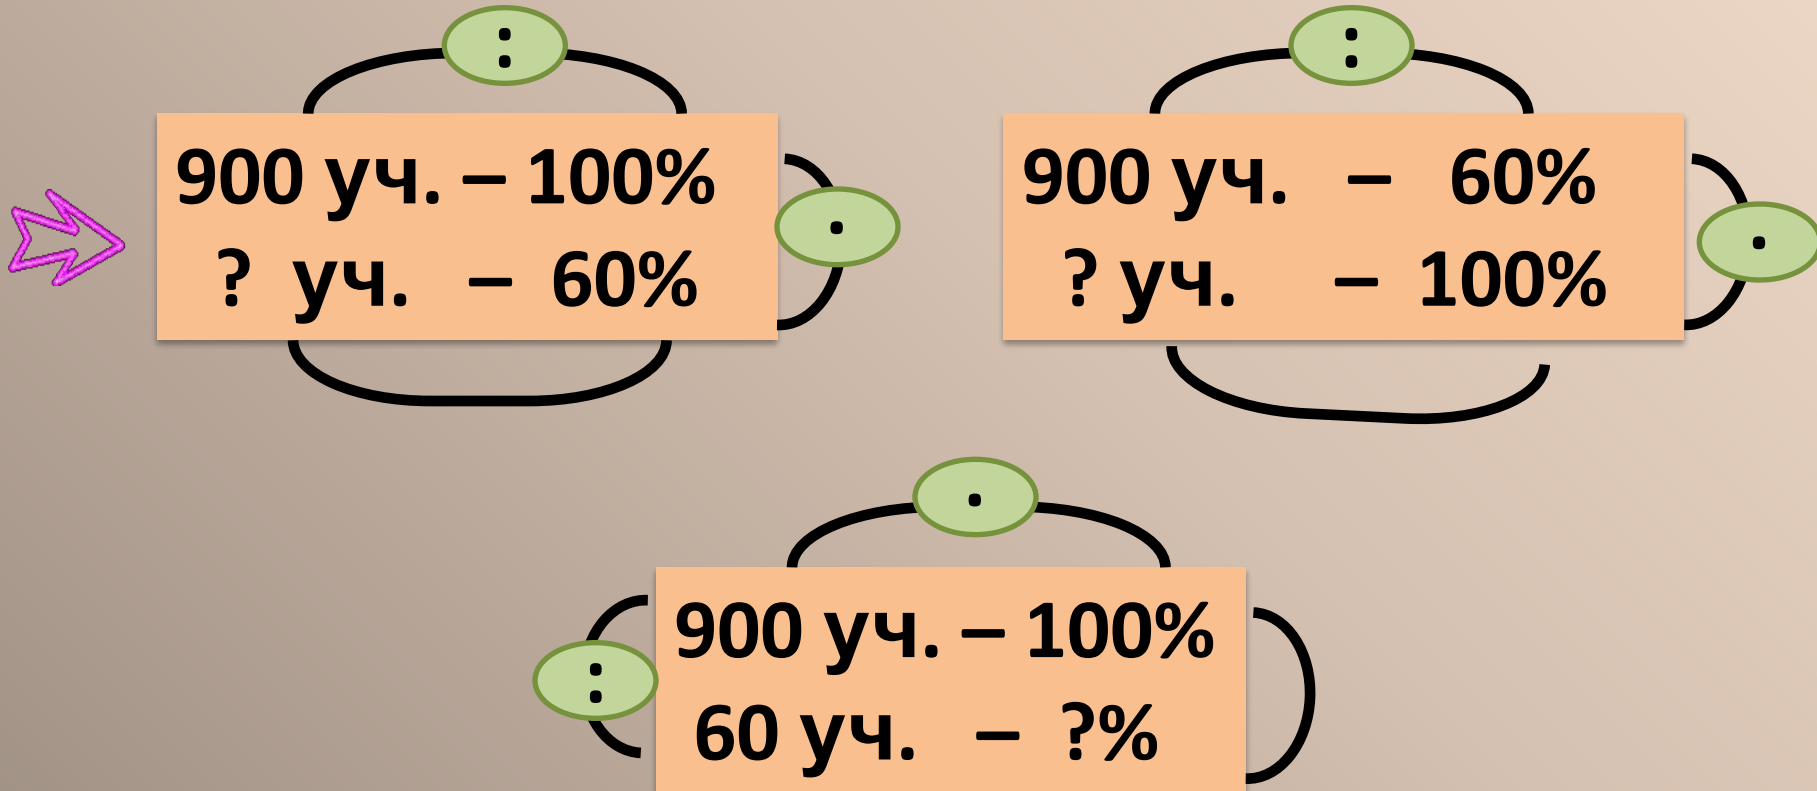 :
900 уч. – 100%
·
? уч. – 60%
:
900 уч. – 60%
·
? уч. – 100%
·
900 уч. – 100%
:
60 уч. – ?%